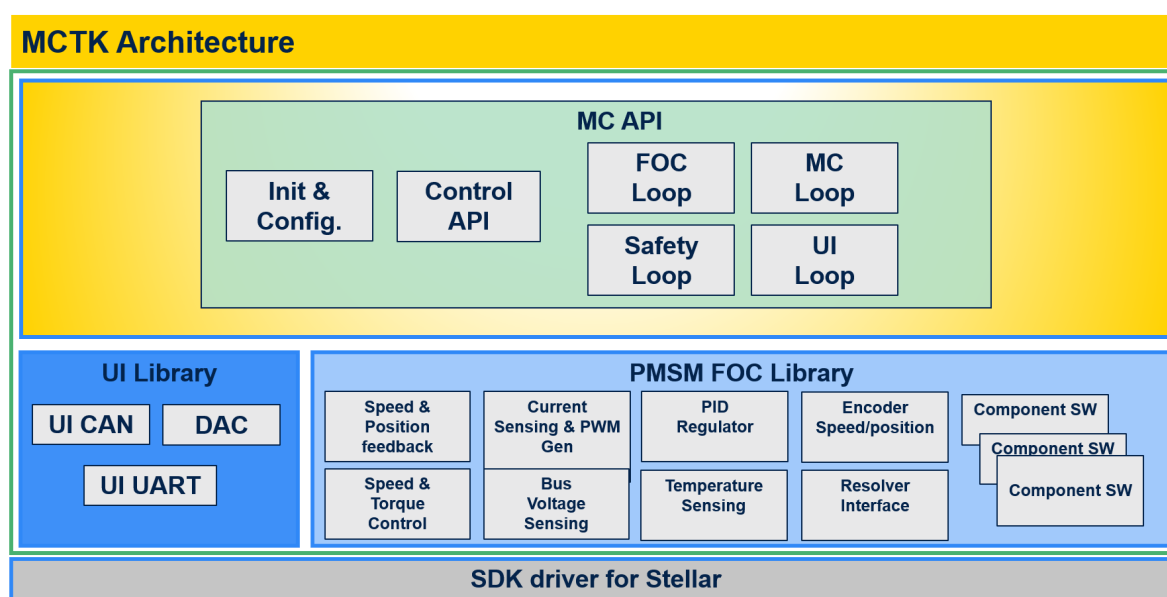 MCTK Architecture
MC API
Init &
Config.
Control
API
FOC
Loop
MC
Loop
Safety
Loop
UI
Loop
UI Library
UI CAN
DAC
UI UART
PMSM FOC Library
Speed &
Position
feedback
Current
Sensing & PWM
Gen
PID
Regulator
Encoder
Speed/position
Component SW
Component SW
Component SW
Speed &
Torque
Control
Bus
Voltage
Sensing
Temperature
Sensing
Resolver
Interface
SDK driver for Stellar